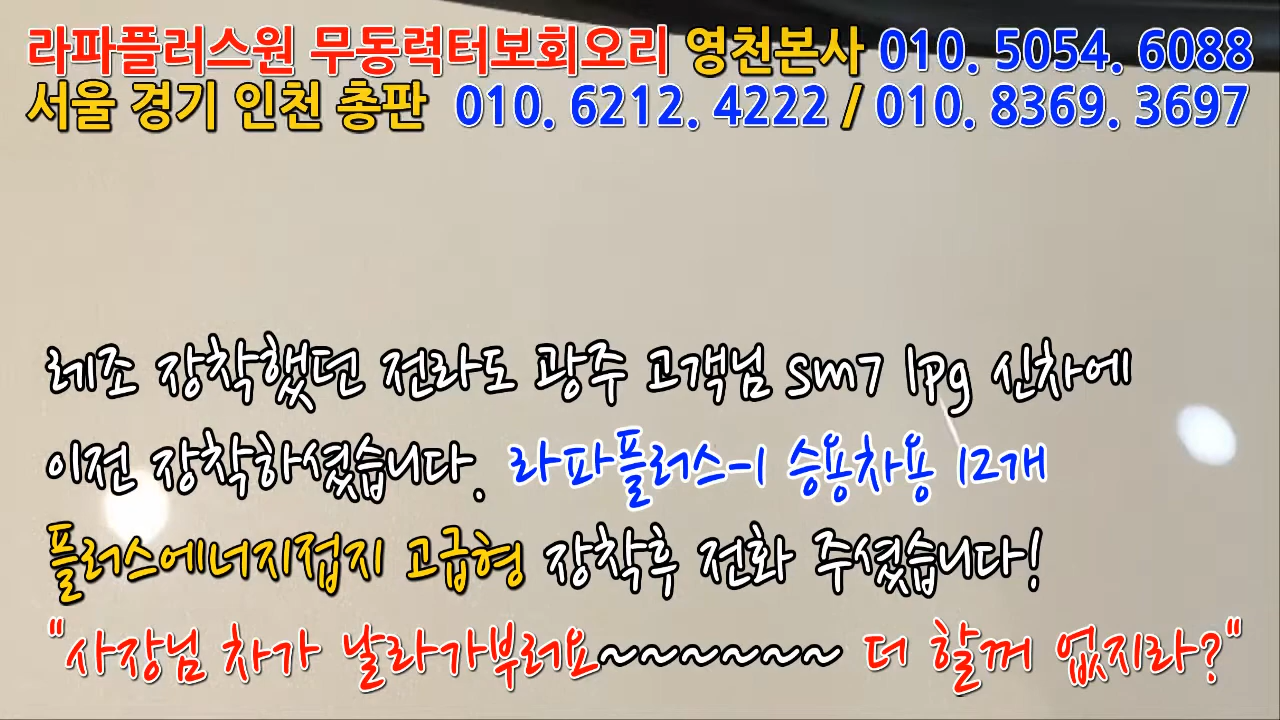 라파플러스원 무동력터보회오리 영천본사 010. 5054. 6088
서울 경기 인천 총판 010. 6212. 4222 / 010. 8369. 3697
레조 장착했던 전라도 광주 고객님 sm7 lpg 신차에
이전 장착하셨습니다. 라파플러스-1 승용차용 12개
플러스에너지접지 고급형 장착후 전화 주셨습니다!
"사장님 차가 날라가부러요~~~~~~~ 더 할꺼 없지라?"